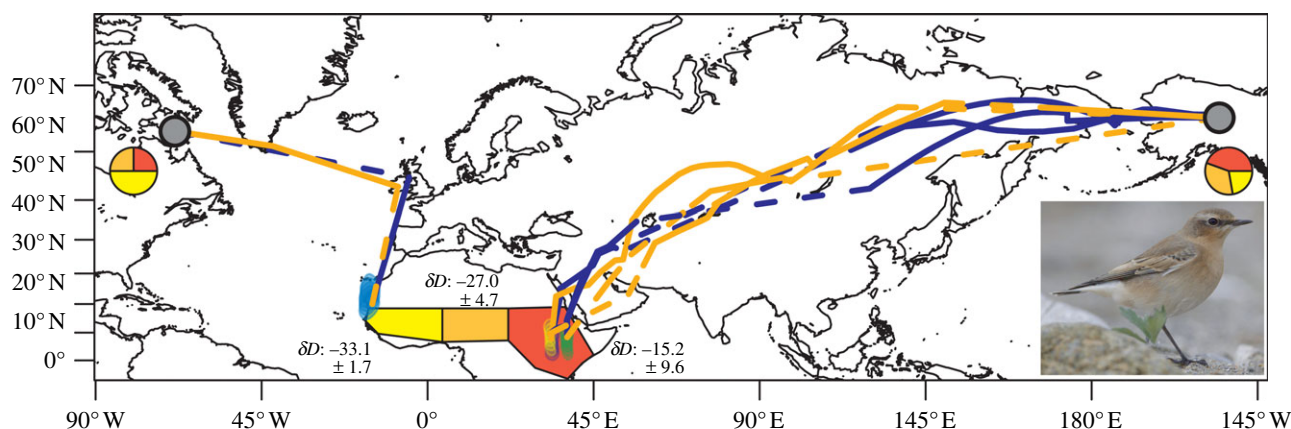 70° N
60° N
50° N
40° N
30° N
20° N
10° N
0°
δD: –27.0
± 4.7
δD: –33.1
± 1.7
δD: –15.2
± 9.6
90° W
45° W
0°
45° E
90° E
145° E
180° E
145° W